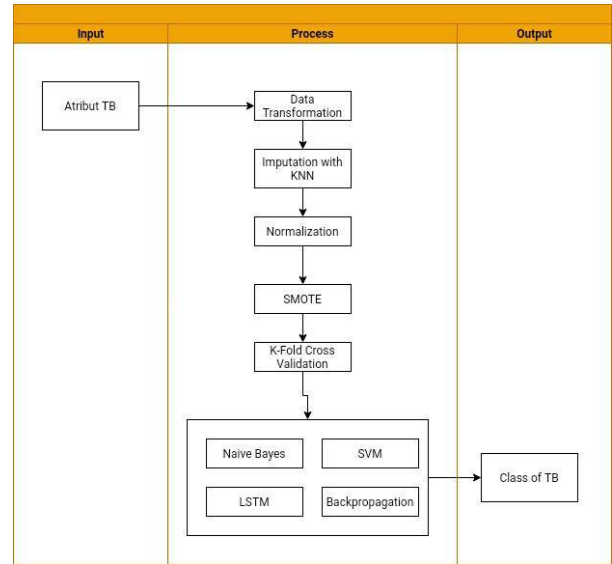 Input
Process
Output
Atribut TB
Data
Transformation
Imputation with
KNN
Normalization
SMOTE
K-Fold Cross
Validation
Naive Bayes
SVM
LSTM
Backpropagation
Class of TB